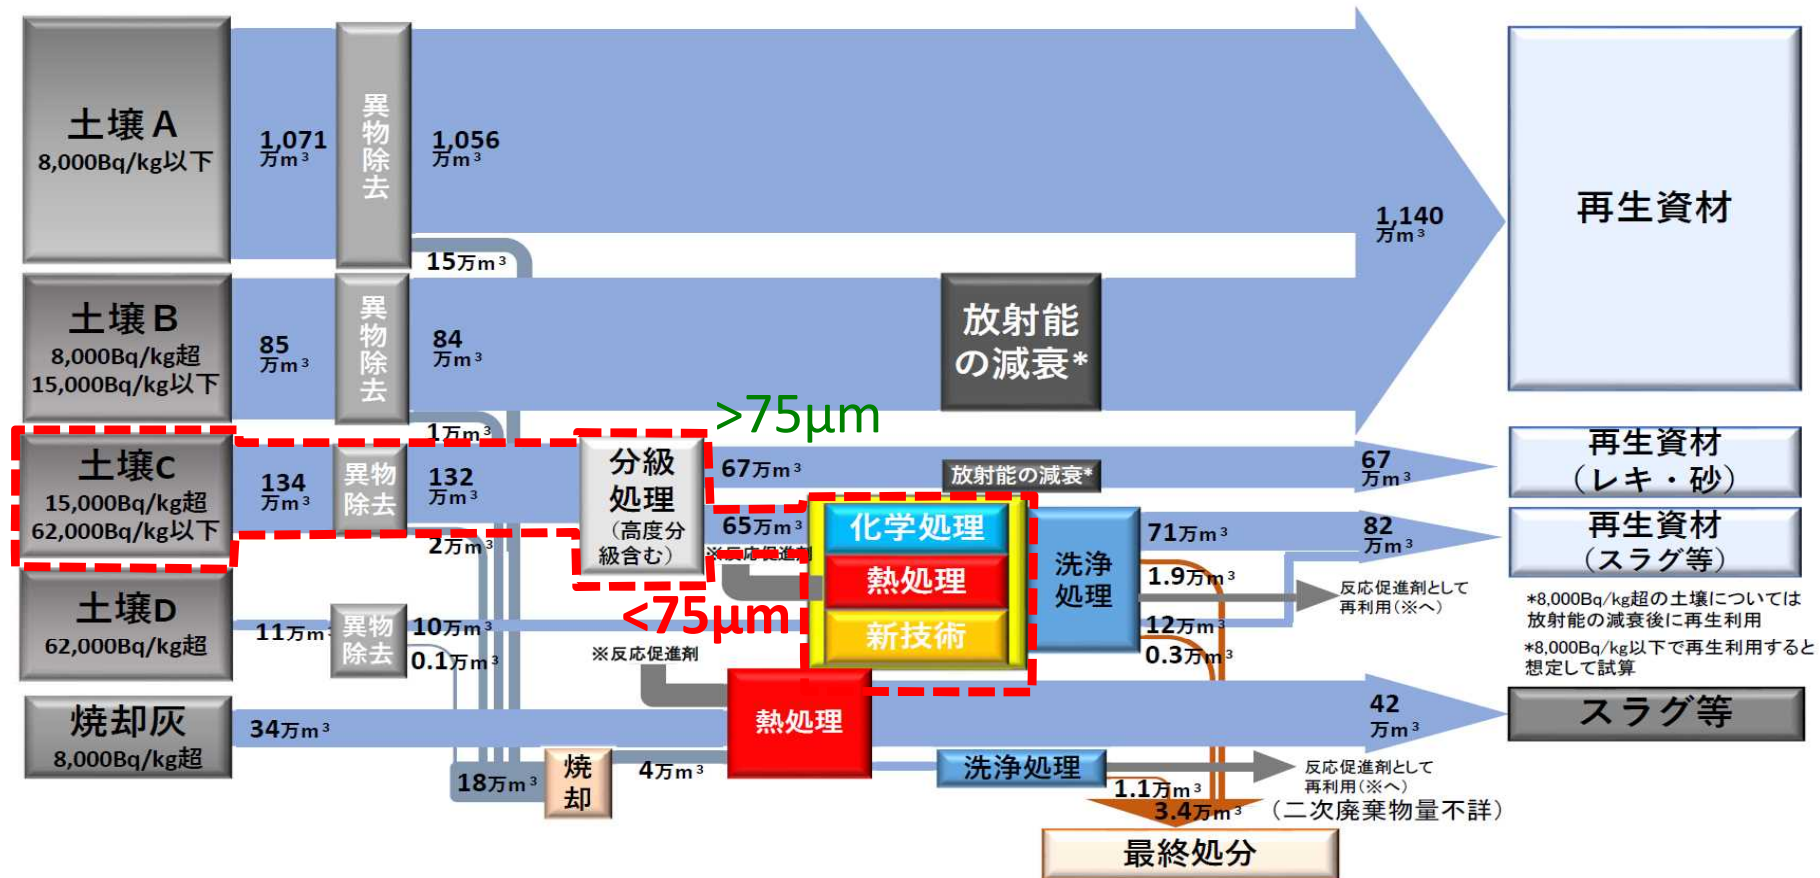 土壌A
8,000Bq/kg以下
1,071
万m³
異物除去
1,056
万m³
15万m³
1,140
万m³
再生資材
土壌B
8,000Bq/kg超
15,000Bq/kg以下
85
万m³
異物除去
84
万m³
1万m³
放射能
の減衰*
>75μm
土壌C
15,000Bq/kg超
62,000Bq/kg以下
134
万m³
異物
除去
132
万m³
2万m³
分級
処理
(高度分
級含む)
67万m³
放射能の減衰*
67
万m³
再生資材
(レキ・砂)
65万m³
※反応促進剤
<75μm
化学処理
熱処理
新技術
洗浄
処理
71万m³
1.9万m³
12万m³
0.3万m³
82
万m³
再生資材
(スラグ等)
反応促進剤として
再利用(※へ)
*8,000Bq/kg超の土壌については
放射能の減衰後に再生利用
*8,000Bq/kg以下で再生利用すると
想定して試算
土壌D
62,000Bq/kg超
11万m³
異物
除去
10万m³
0.1万m³
※反応促進剤
焼却灰
8,000Bq/kg超
34万m³
熱処理
42
万m³
スラグ等
18万m³
焼
却
4万m³
洗浄処理
1.1万m³
反応促進剤として
再利用(※へ)
3.4万m³
(二次廃棄物量不詳)
最終処分